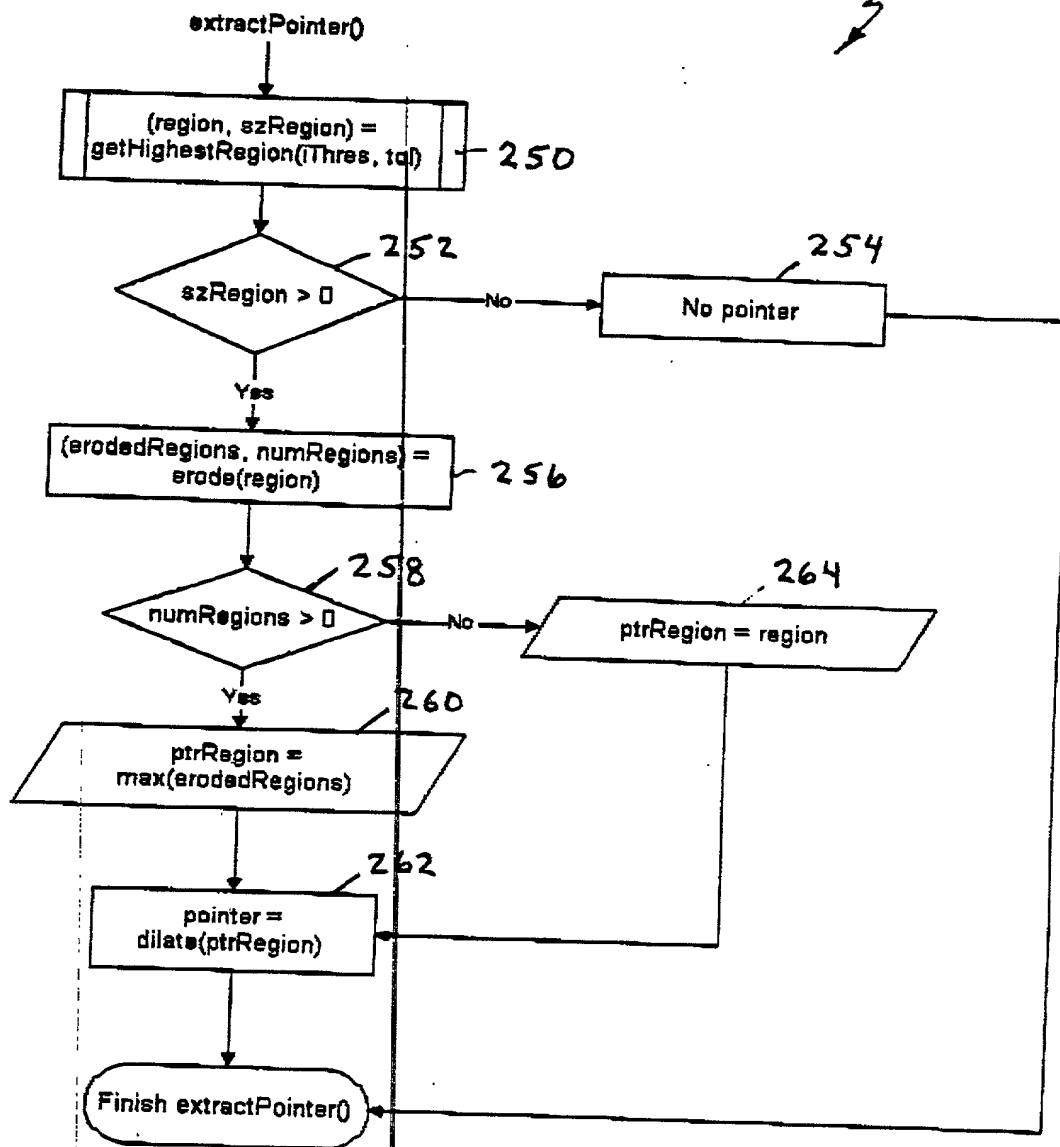 extractPointer()
(region, szRegion) =
getHighestRegion(iThres, tgl)
250
252
szRegion > 0
No
254
No pointer
Yes
(erodedRegions, numRegions) =
erode(region)
256
258
numRegions > 0
No
264
ptrRegion = region
Yes
260
ptrRegion =
max(erodedRegions)
262
pointer =
dilate(ptrRegion)
Finish extractPointer()